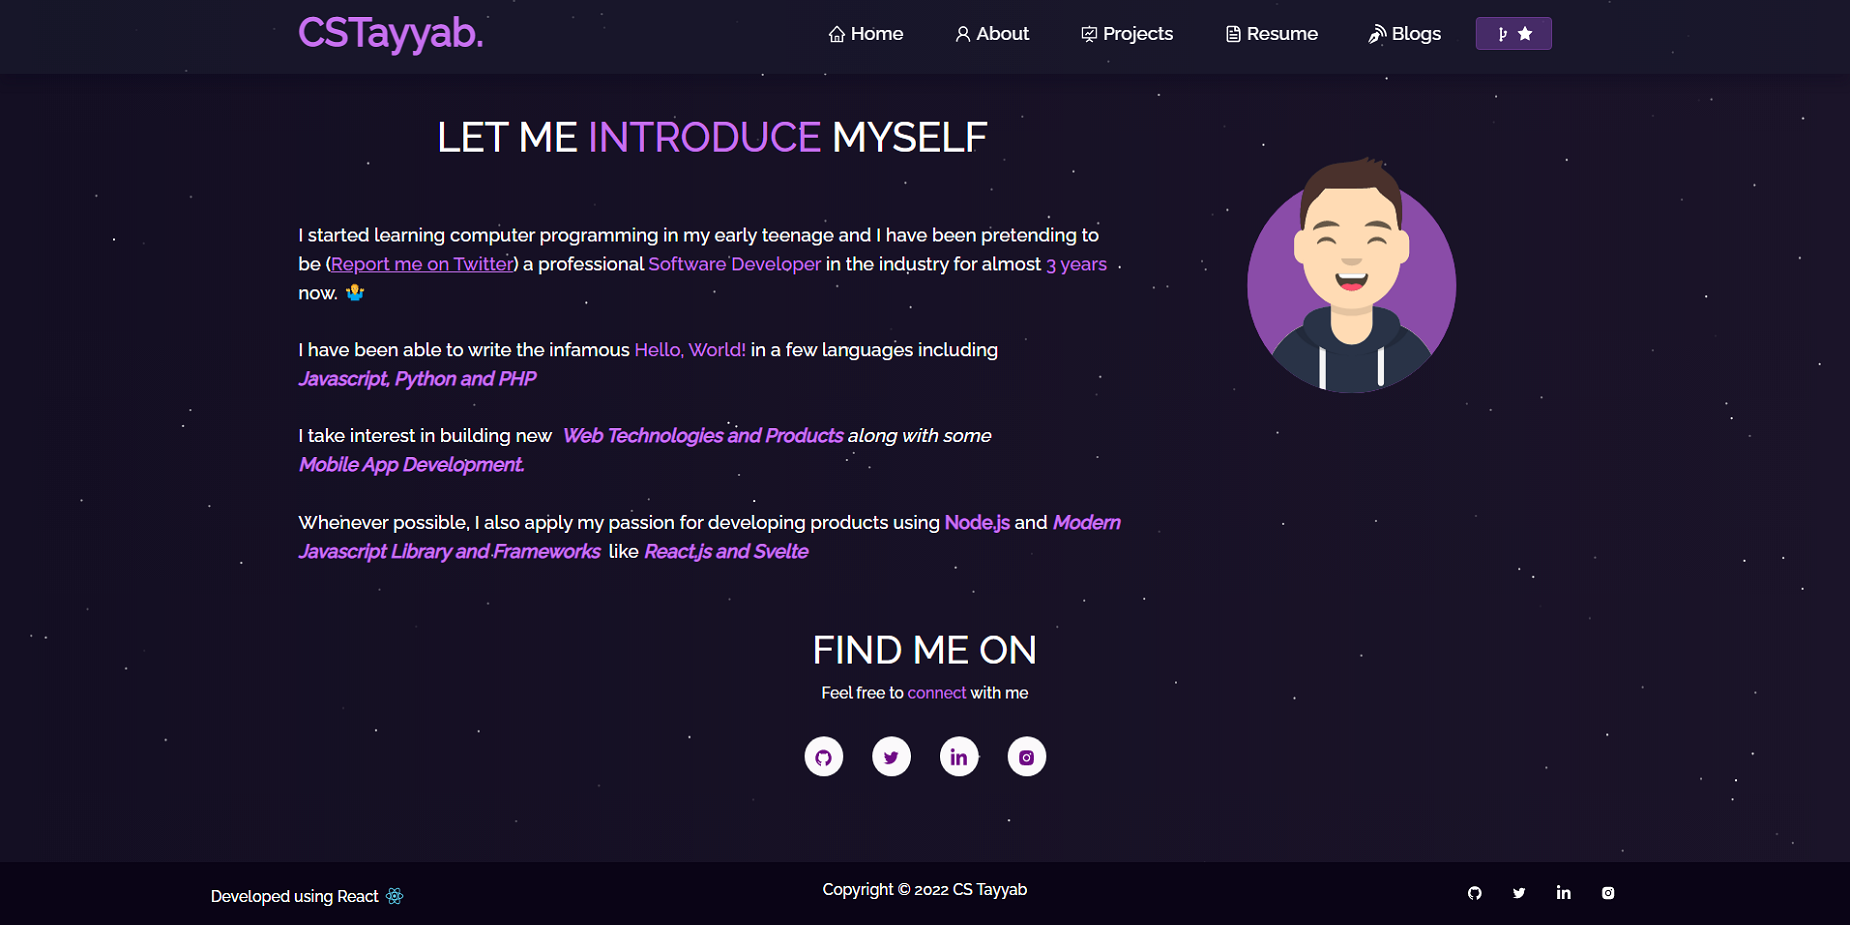 CSTayyab.
Home
About
Projects
Resume
Blogs
LET ME INTRODUCE MYSELF
I started learning computer programming in my early teenage and I have been pretending to
be (Report me on Twitter) a professional Software Developer in the industry for almost 3 years
now. 🤷‍♂️
I have been able to write the infamous Hello, World! in a few languages including
Javascript, Python and PHP
I take interest in building new Web Technologies and Products along with some
Mobile App Development.
Whenever possible, I also apply my passion for developing products using Node.js and Modern
Javascript Library and Frameworks like React.js and Svelte
FIND ME ON
Feel free to connect with me
in
Developed using React
Copyright © 2022 CS Tayyab
in